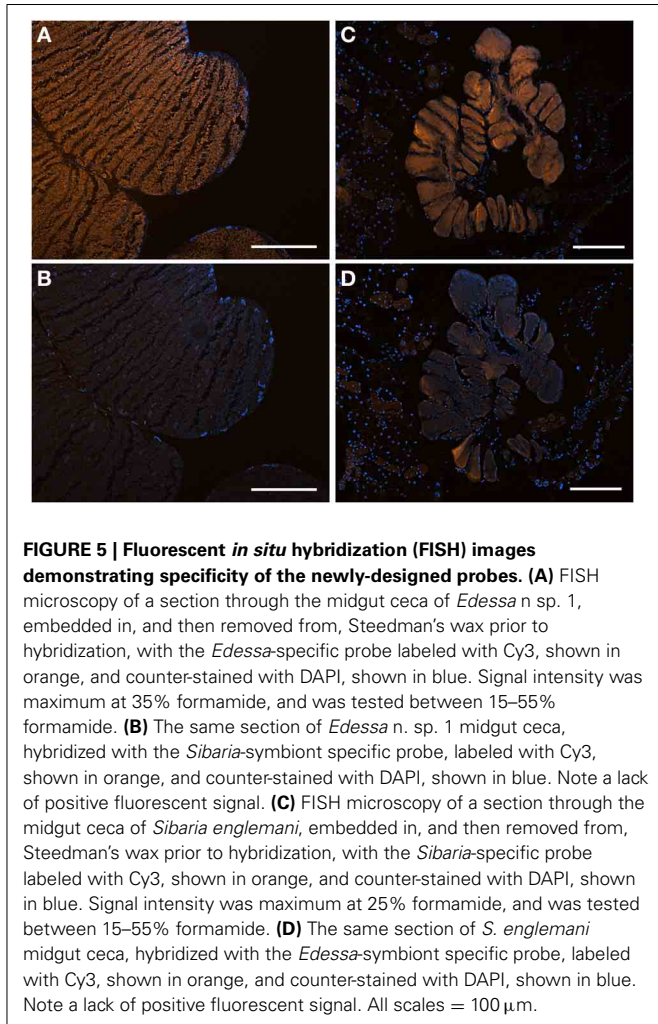 A
C
B
D
FIGURE 5 | Fluorescent in situ hybridization (FISH) images
demonstrating specificity of the newly-designed probes. (A) FISH
microscopy of a section through the midgut ceca of Edessa n sp. 1,
embedded in, and then removed from, Steedman's wax prior to
hybridization, with the Edessa-specific probe labeled with Cy3, shown in
orange, and counter-stained with DAPI, shown in blue. Signal intensity was
maximum at 35% formamide, and was tested between 15–55%
formamide. (B) The same section of Edessa n. sp. 1 midgut ceca,
hybridized with the Sibaria-symbiont specific probe, labeled with Cy3,
shown in orange, and counter-stained with DAPI, shown in blue. Note a lack
of positive fluorescent signal. (C) FISH microscopy of a section through the
midgut ceca of Sibaria englemani, embedded in, and then removed from,
Steedman's wax prior to hybridization, with the Sibaria-specific probe
labeled with Cy3, shown in orange, and counter-stained with DAPI, shown
in blue. Signal intensity was maximum at 25% formamide, and was tested
between 15–55% formamide. (D) The same section of S. englemani
midgut ceca, hybridized with the Edessa-symbiont specific probe, labeled
with Cy3, shown in orange, and counter-stained with DAPI, shown in blue.
Note a lack of positive fluorescent signal. All scales = 100 μm.